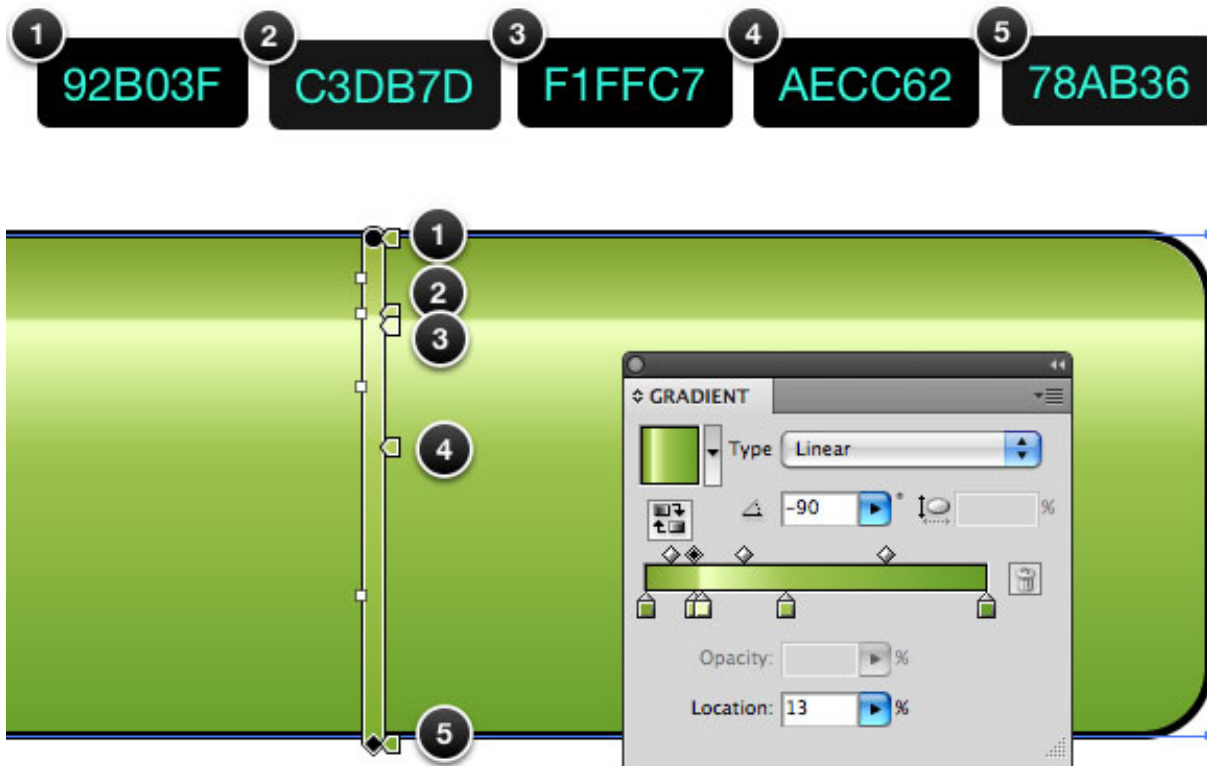 1 2 3 4 5
92B03F C3DB7D F1FFC7 AECC62 78AB36
1
2
3
4
5
GRADIENT
Type Linear
-90 ° %
Opacity: %
Location: 13 %